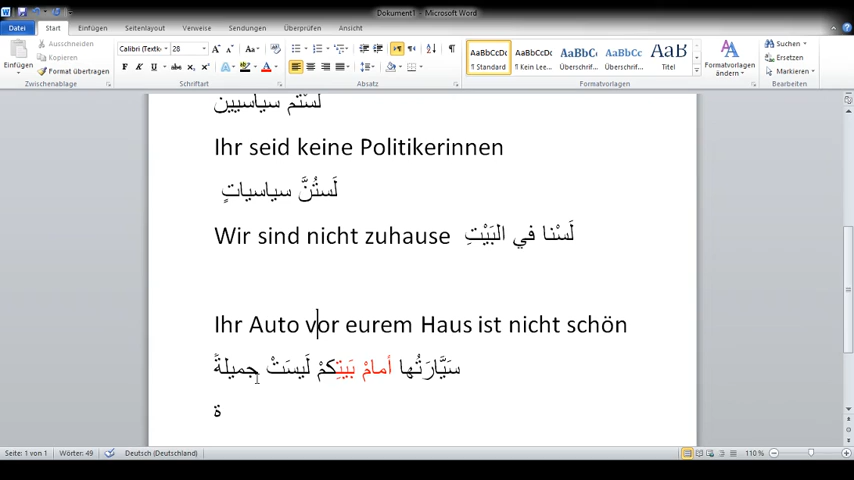 Dokument1 - Microsoft Word
Datei Start Einfügen Seitenlayout Verweise Sendungen Überprüfen Ansicht
Einfügen
Ausschneiden
Kopieren
Format übertragen
Zwischenablage
Calibri (Textk 28
Schriftart
Absatz
AaBbCcDc AaBbCcDc AaBbC AaBbCc AaB
¶ Standard ¶ Kein Lee... Überschrif... Überschrif... Titel
Formatvorlagen
Formatvorlagen ändern
Suchen
Ersetzen
Markieren
Bearbeiten
لَسْتم سياسيين
Ihr seid keine Politikerinnen
لَستُنَّ سياسياتٍ
Wir sind nicht zuhause لَسْنا في البَيْتِ
Ihr Auto vor eurem Haus ist nicht schön
سَيَّارَتُها أمامْ بَيتِكمْ لَيسَتْ جميلةً
ة
Seite: 1 von 1 Wörter: 49 Deutsch (Deutschland) 110 %